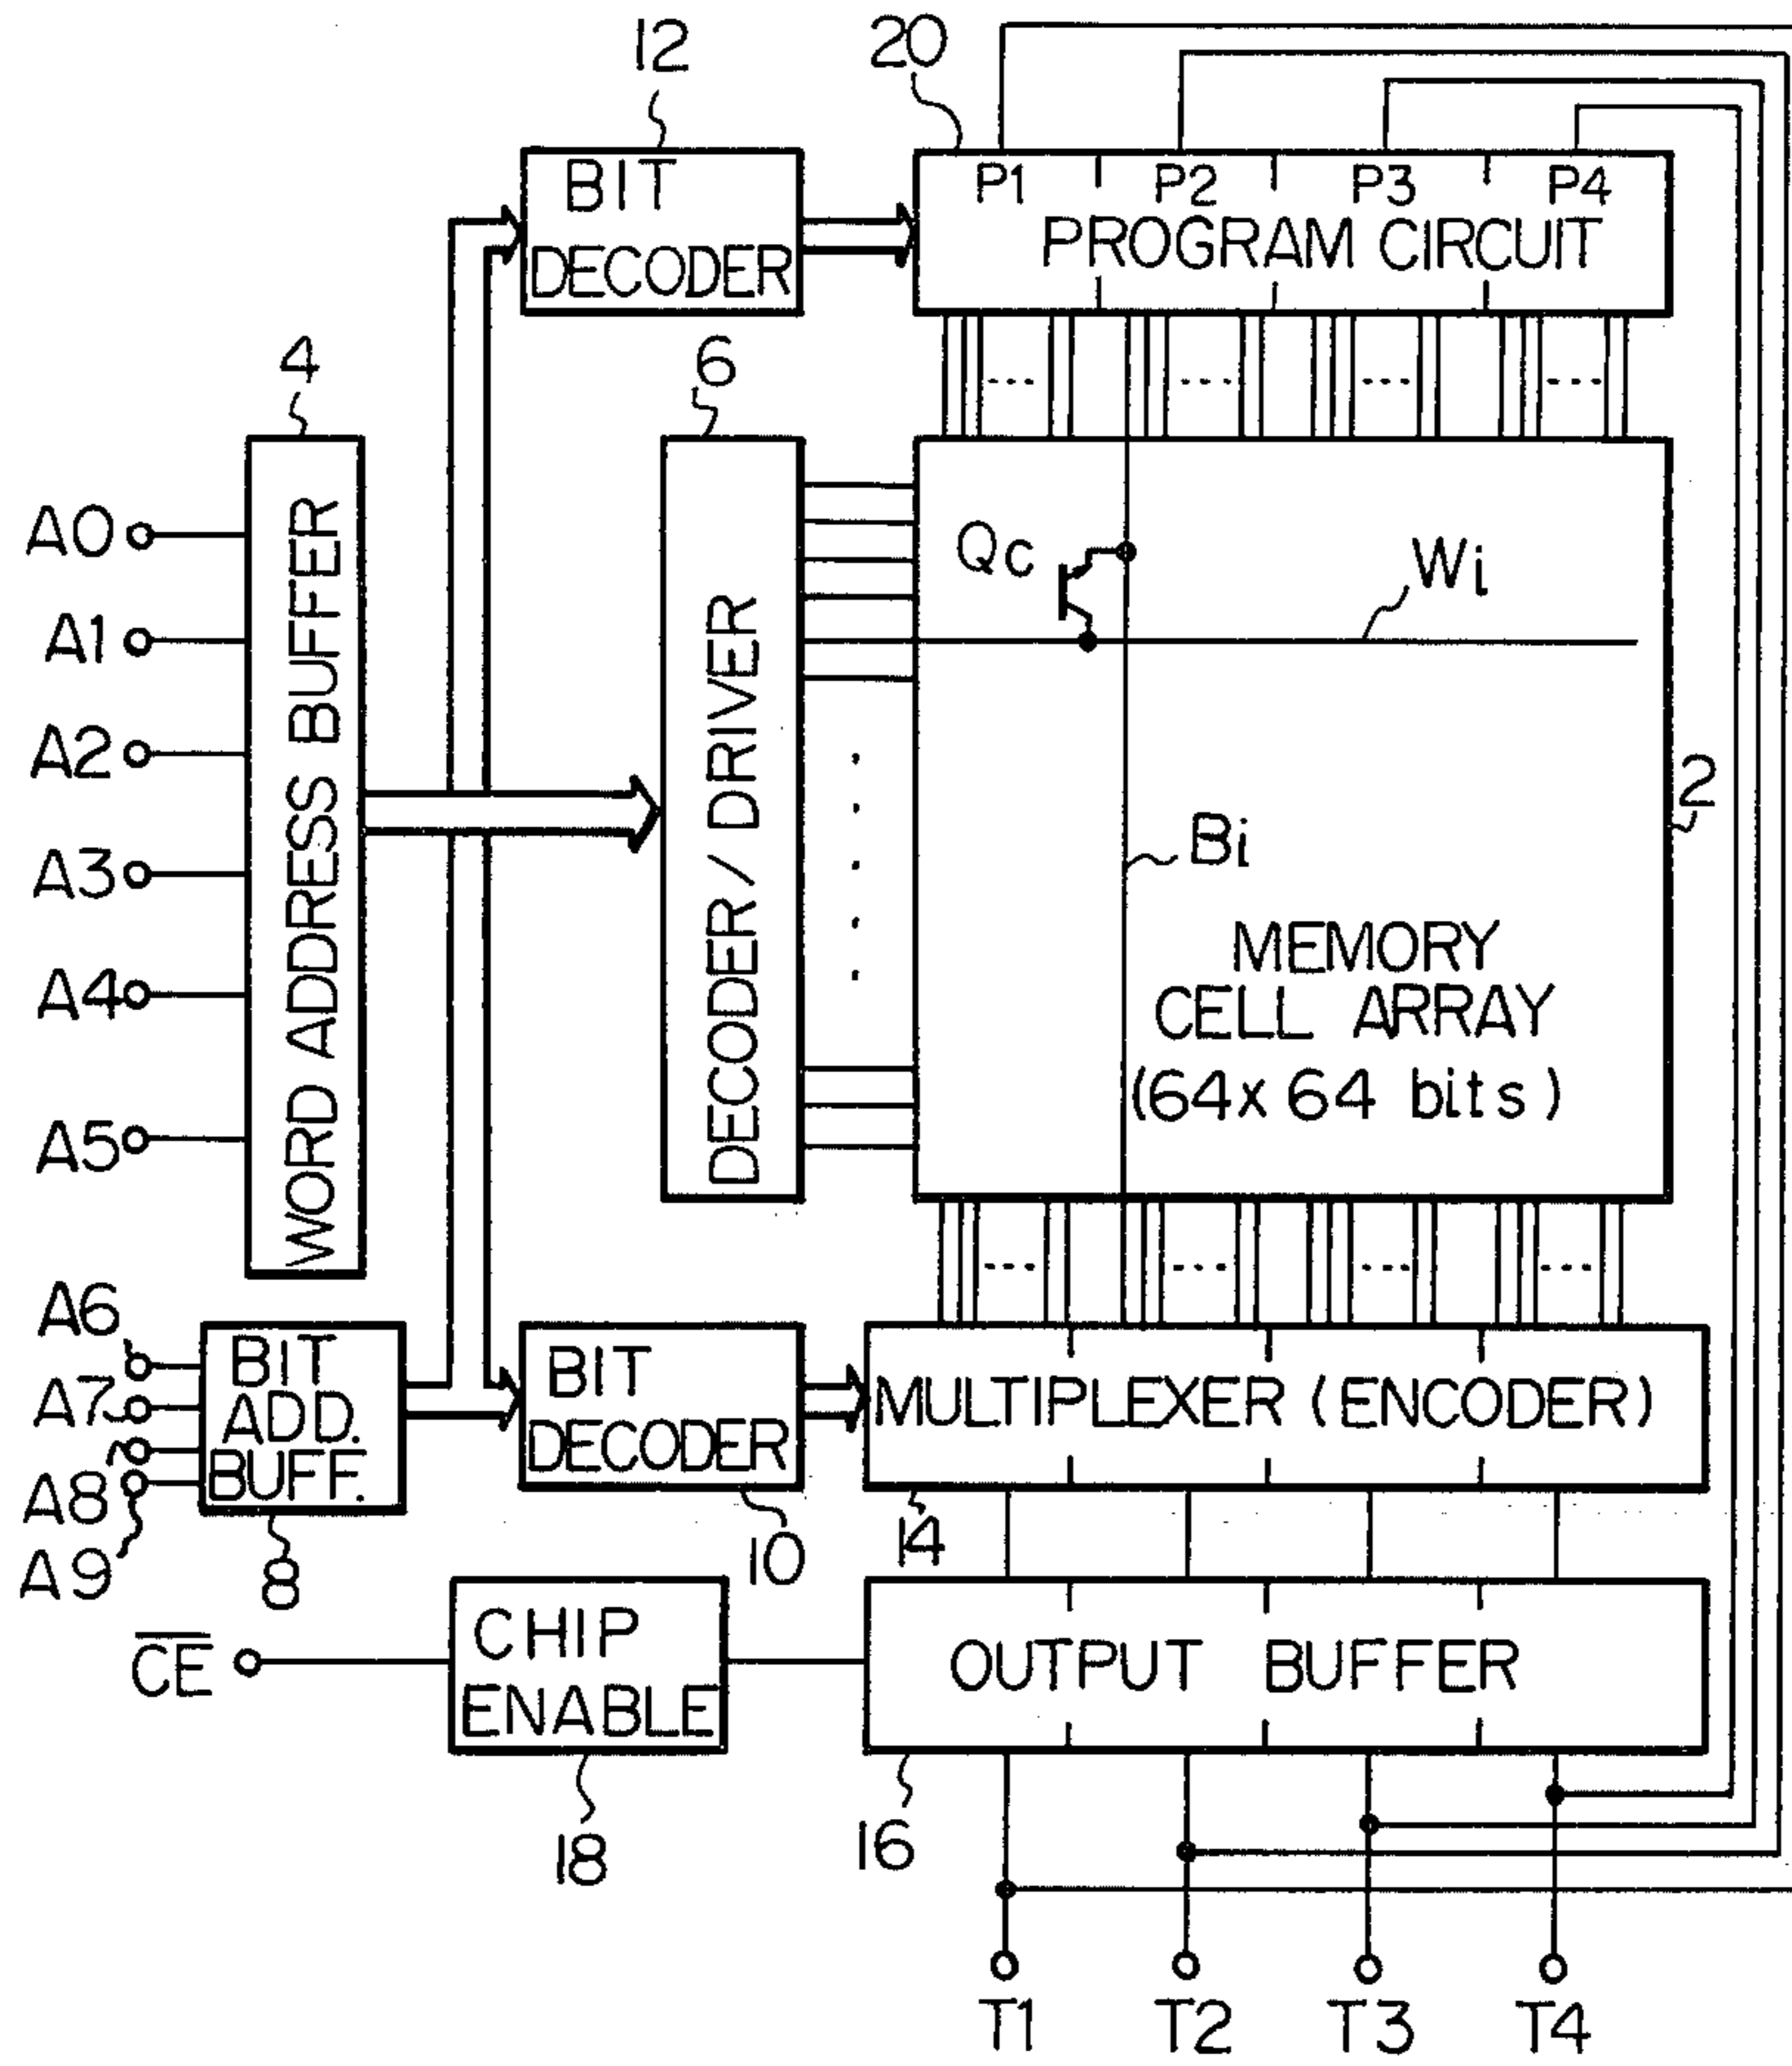 12
20
BIT
DECODER
P1 P2 P3 P4
PROGRAM CIRCUIT
4
6
WORD ADDRESS BUFFER
DECODER / DRIVER
A0
A1
A2
A3
A4
A5
Qc
Wi
Bi
2
MEMORY
CELL ARRAY
(64x64 bits)
A6
A7
A8
A9
BIT
ADD.
BUFF.
8
BIT
DECODER
10
MULTIPLEXER (ENCODER)
14
C̅E̅
CHIP
ENABLE
18
OUTPUT BUFFER
16
T1 T2 T3 T4